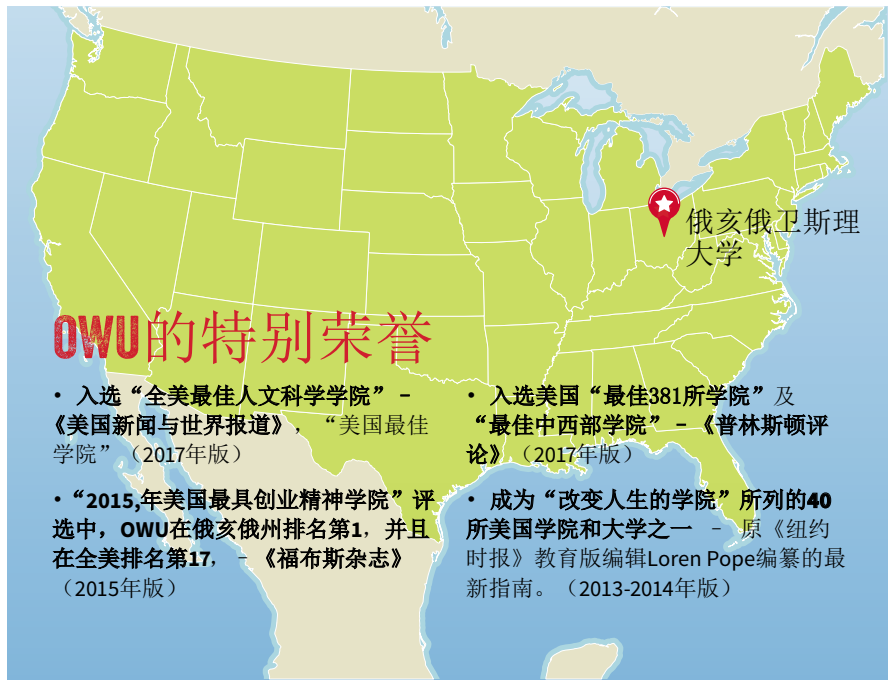 俄亥俄卫斯理
大学
OWU的特别荣誉
• 入选“全美最佳人文科学学院” –
《美国新闻与世界报道》，“美国最佳
学院”（2017年版）
•“2015,年美国最具创业精神学院”评
选中，OWU在俄亥俄州排名第1，并且
在全美排名第17，–《福布斯杂志》
（2015年版）
• 入选美国“最佳381所学院”及
“最佳中西部学院”–《普林斯顿评
论》（2017年版）
• 成为“改变人生的学院”所列的40
所美国学院和大学之一 – 原《纽约
时报》教育版编辑Loren Pope编纂的最
新指南。（2013-2014年版）